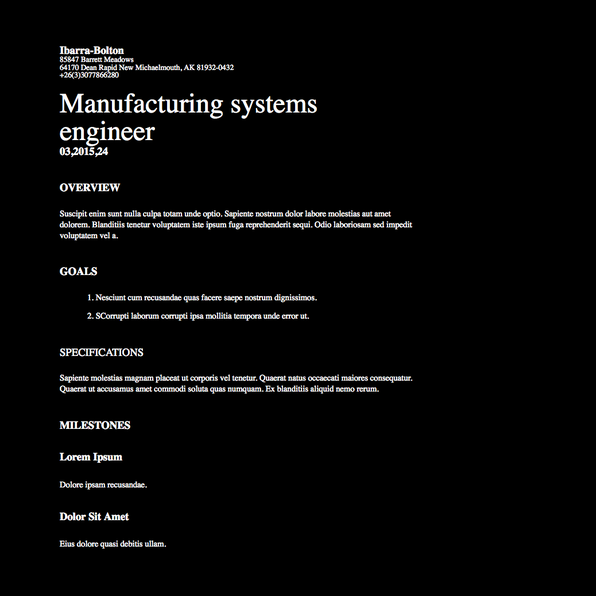 Ibarra-Bolton
85847 Barrett Meadows
64170 Dean Rapid New Michaelmouth, AK 81932-0432
+26(3)3077866280
Manufacturing systems
engineer
03,2015,24
OVERVIEW
Suscipit enim sunt nulla culpa totam unde optio. Sapiente nostrum dolor labore molestias aut amet
dolorem. Blanditiis tenetur voluptatem iste ipsum fuga reprehenderit sequi. Odio laboriosam sed impedit
voluptatem vel a.
GOALS
1. Nesciunt cum recusandae quas facere saepe nostrum dignissimos.
2. SCorrupti laborum corrupti ipsa mollitia tempora unde error ut.
SPECIFICATIONS
Sapiente molestias magnam placeat ut corporis vel tenetur. Quaerat natus occaecati maiores consequatur.
Quaerat ut accusamus amet commodi soluta quas numquam. Ex blanditiis aliquid nemo rerum.
MILESTONES
Lorem Ipsum
Dolore ipsam recusandae.
Dolor Sit Amet
Eius dolore quasi debitis ullam.